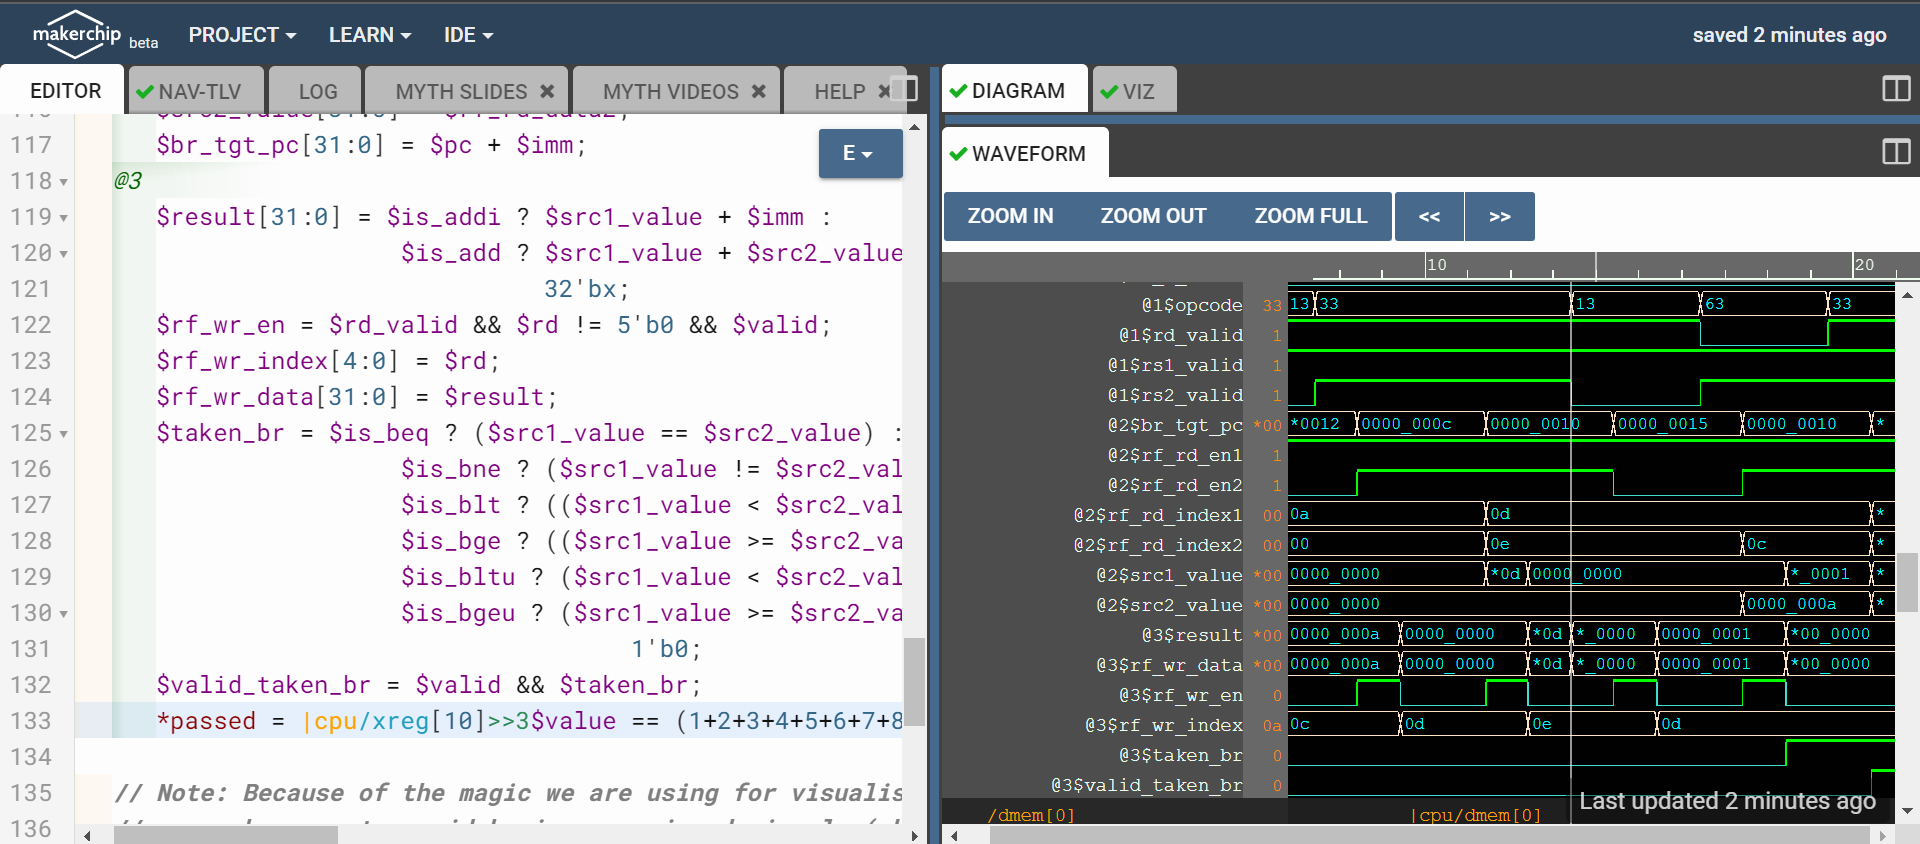 makerchip beta PROJECT LEARN IDE saved 2 minutes ago
EDITOR NAV-TLV LOG MYTH SLIDES MYTH VIDEOS HELP
117 $br_tgt_pc[31:0] = $pc + $imm;
E
118 @3
119 $result[31:0] = $is_addi ? $src1_value + $imm :
120 $is_add ? $src1_value + $src2_value
121 32'bx;
122 $rf_wr_en = $rd_valid && $rd != 5'b0 && $valid;
123 $rf_wr_index[4:0] = $rd;
124 $rf_wr_data[31:0] = $result;
125 $taken_br = $is_beq ? ($src1_value == $src2_value) :
126 $is_bne ? ($src1_value != $src2_val
127 $is_blt ? (($src1_value < $src2_val
128 $is_bge ? (($src1_value >= $src2_va
129 $is_bltu ? ($src1_value < $src2_val
130 $is_bgeu ? ($src1_value >= $src2_va
131 1'b0;
132 $valid_taken_br = $valid && $taken_br;
133 *passed = |cpu/xreg[10]>>3$value == (1+2+3+4+5+6+7+8
134
135 // Note: Because of the magic we are using for visualis
136
DIAGRAM VIZ
WAVEFORM
ZOOM IN ZOOM OUT ZOOM FULL << >>
10 20
@1$opcode 33 13 33 13 63 33
@1$rd_valid 1
@1$rs1_valid 1
@1$rs2_valid 1
@2$br_tgt_pc *00 *0012 0000_000c 0000_0010 0000_0015 0000_0010 *
@2$rf_rd_en1 1
@2$rf_rd_en2 1
@2$rf_rd_index1 00 0a 0d *
@2$rf_rd_index2 00 00 0e 0c *
@2$src1_value *00 0000_0000 *0d 0000_0000 *_0001 *
@2$src2_value *00 0000_0000 0000_000a *
@3$result *00 0000_000a 0000_0000 *0d *_0000 0000_0001 *00_0000
@3$rf_wr_data *00 0000_000a 0000_0000 *0d *_0000 0000_0001 *00_0000
@3$rf_wr_en 0
@3$rf_wr_index 0a 0c 0d 0e 0d
@3$taken_br 0
@3$valid_taken_br 0
Last updated 2 minutes ago
/dmem[0] |cpu/dmem[0]